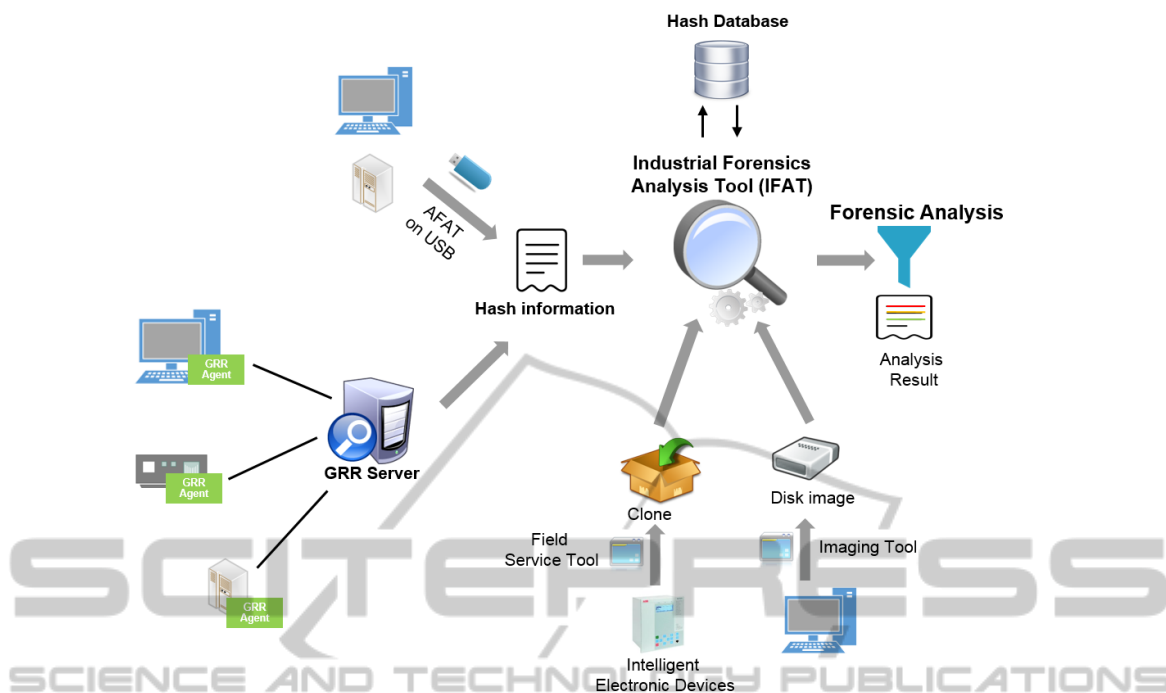 Hash Database
Industrial Forensics
Analysis Tool (IFAT)
Forensic Analysis
AFAT
on USB
Hash information
Analysis
Result
GRR
Agent
GRR Server
GRR
Agent
GRR
Agent
Clone
Disk image
Field
Service Tool
Imaging Tool
Intelligent
Electronic Devices
SCITEPRESS
SCIENCE AND TECHNOLOGY PUBLICATIONS